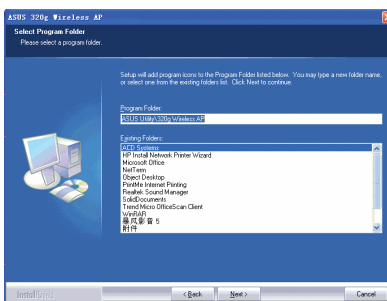 ASUS 320g Wireless AP
Select Program Folder
Please select a program folder.
Setup will add program icons to the Program Folder listed below. You may type a new folder name,
or select one from the existing folders list. Click Next to continue.
Program Folder:
ASUS Utility\320g Wireless AP
Existing Folders:
ACD Systems
HP Install Network Printer Wizard
Microsoft Office
NetTerm
Object Desktop
PrintMe Internet Printing
Realtek Sound Manager
SolidDocuments
Trend Micro OfficeScan Client
WinRAR
暴风影音 5
附件
InstallShield
< Back
Next >
Cancel